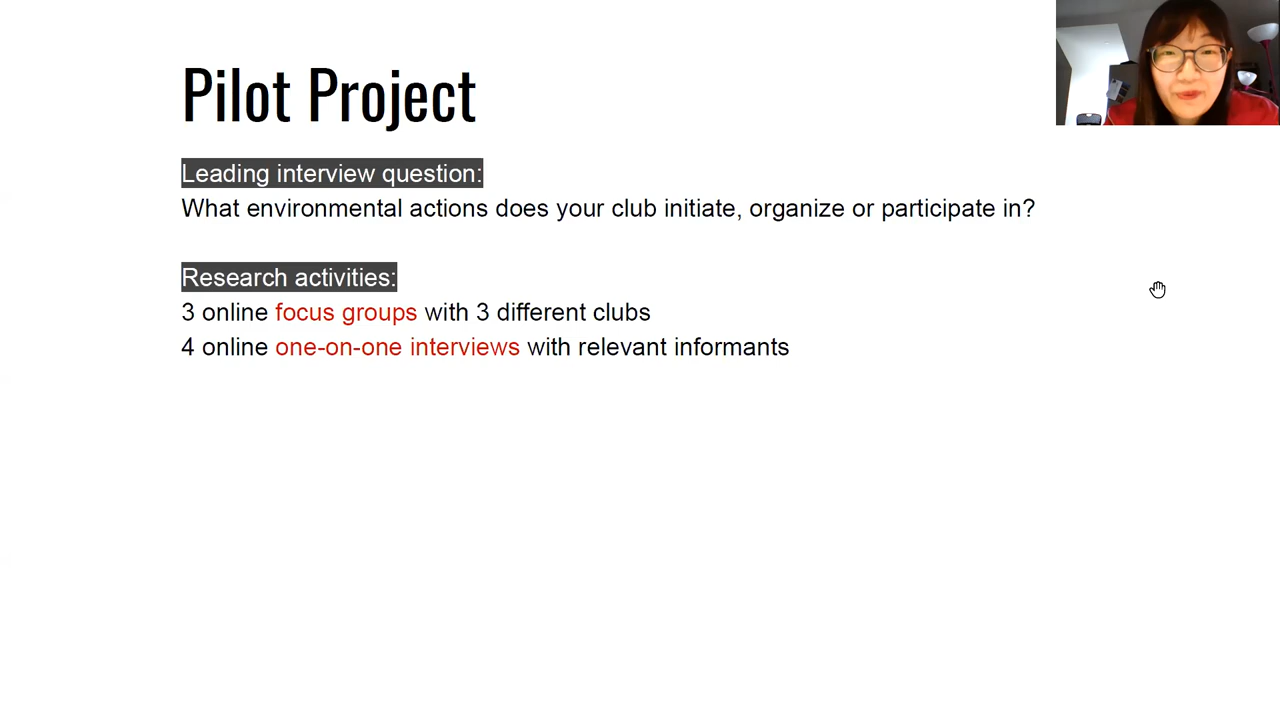 Pilot Project
Leading interview question:
What environmental actions does your club initiate, organize or participate in?
Research activities:
3 online focus groups with 3 different clubs
4 online one-on-one interviews with relevant informants